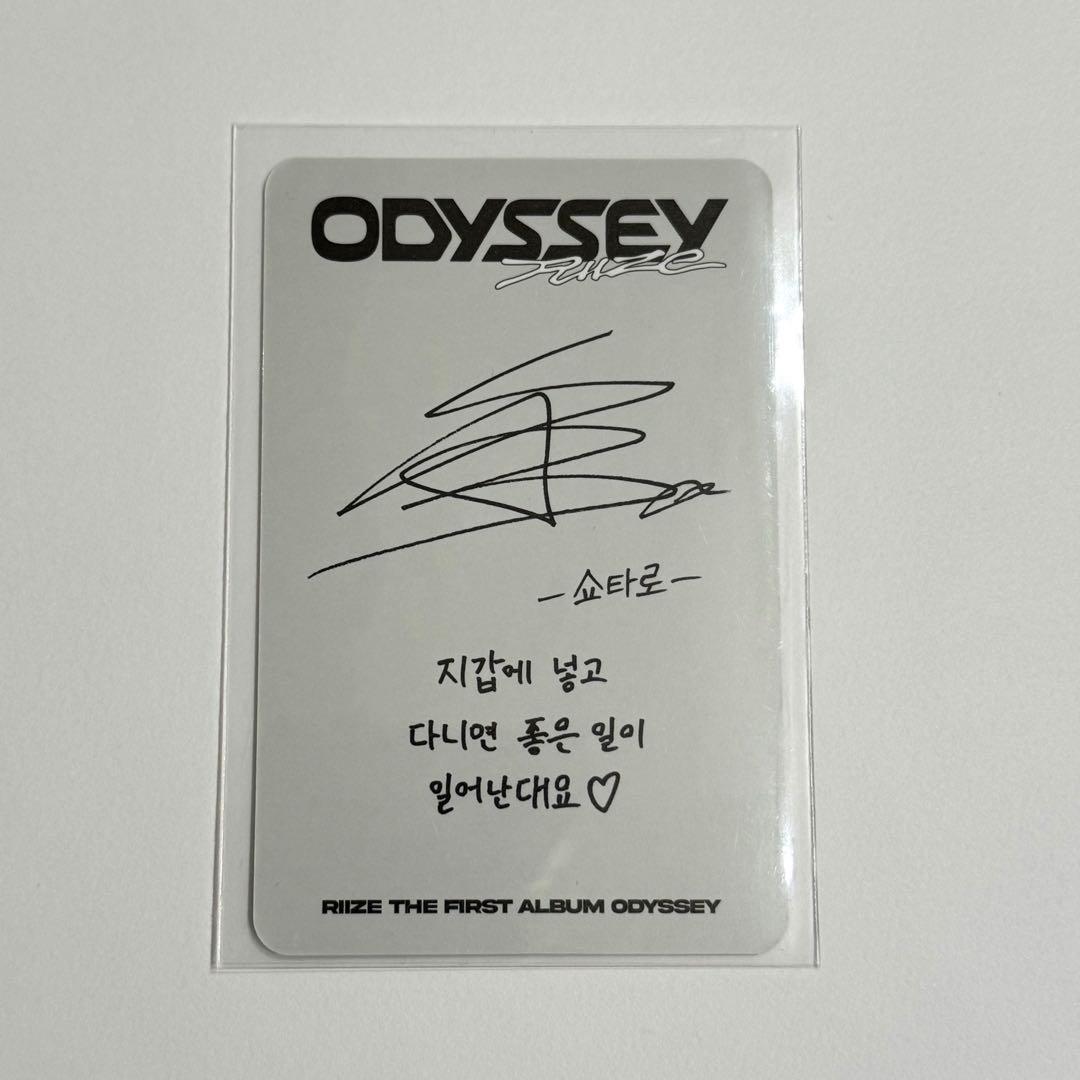 ODYSSEY
RIIZE
-쇼타로-
지갑에 넣고
다니면 좋은 일이
일어난대요♡
RIIZE THE FIRST ALBUM ODYSSEY